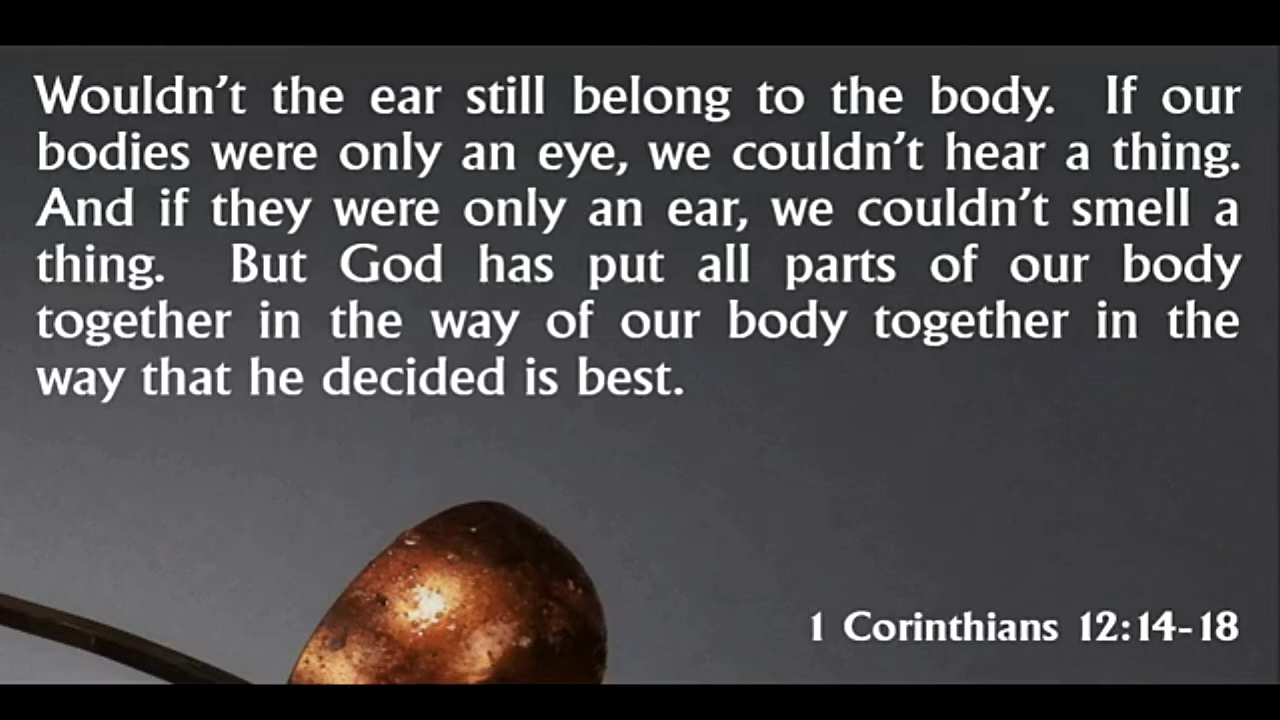 Wouldn’t the ear still belong to the body. If our
bodies were only an eye, we couldn’t hear a thing.
And if they were only an ear, we couldn’t smell a
thing. But God has put all parts of our body
together in the way of our body together in the
way that he decided is best.
1 Corinthians 12:14-18